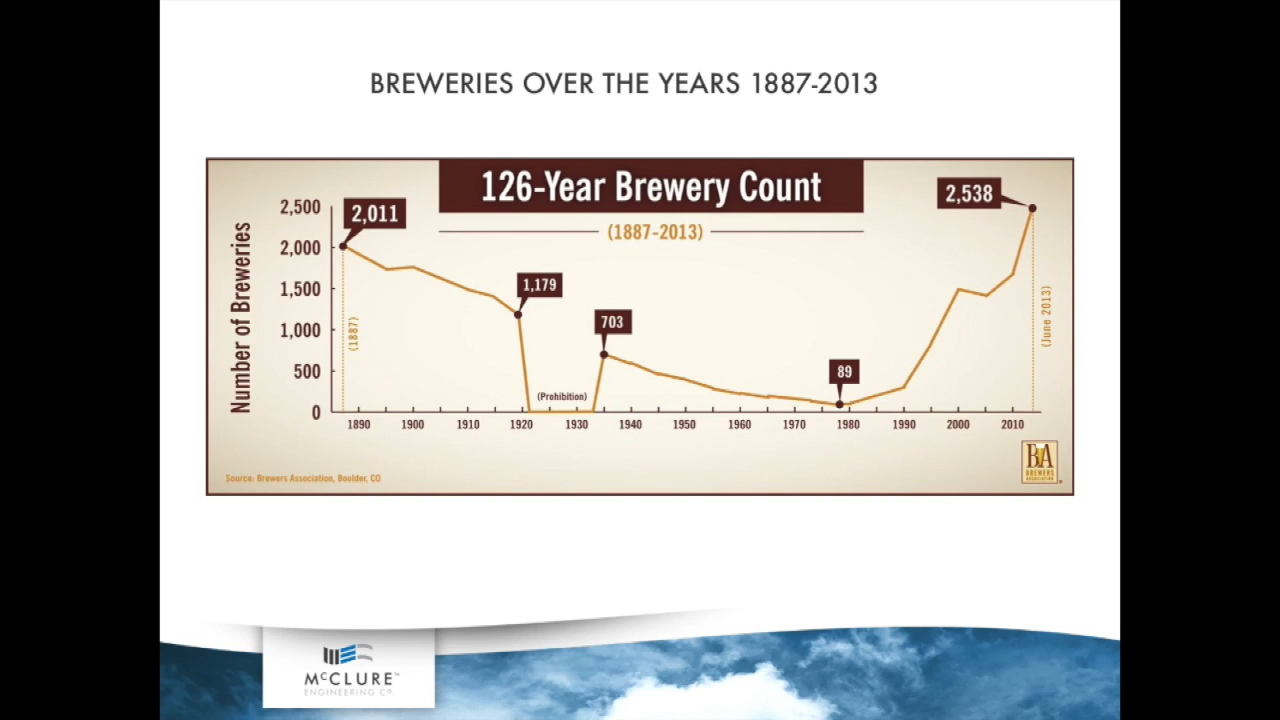 BREWERIES OVER THE YEARS 1887-2013
126-Year Brewery Count
(1887-2013)
Number of Breweries
2,500
2,000
1,500
1,000
500
0
2,011
(1887)
1,179
(Prohibition)
703
89
2,538
(June 2013)
1890 1900 1910 1920 1930 1940 1950 1960 1970 1980 1990 2000 2010
Source: Brewers Association, Boulder, CO
BA
BREWERS
ASSOCIATION
McCLURE™
ENGINEERING CO.